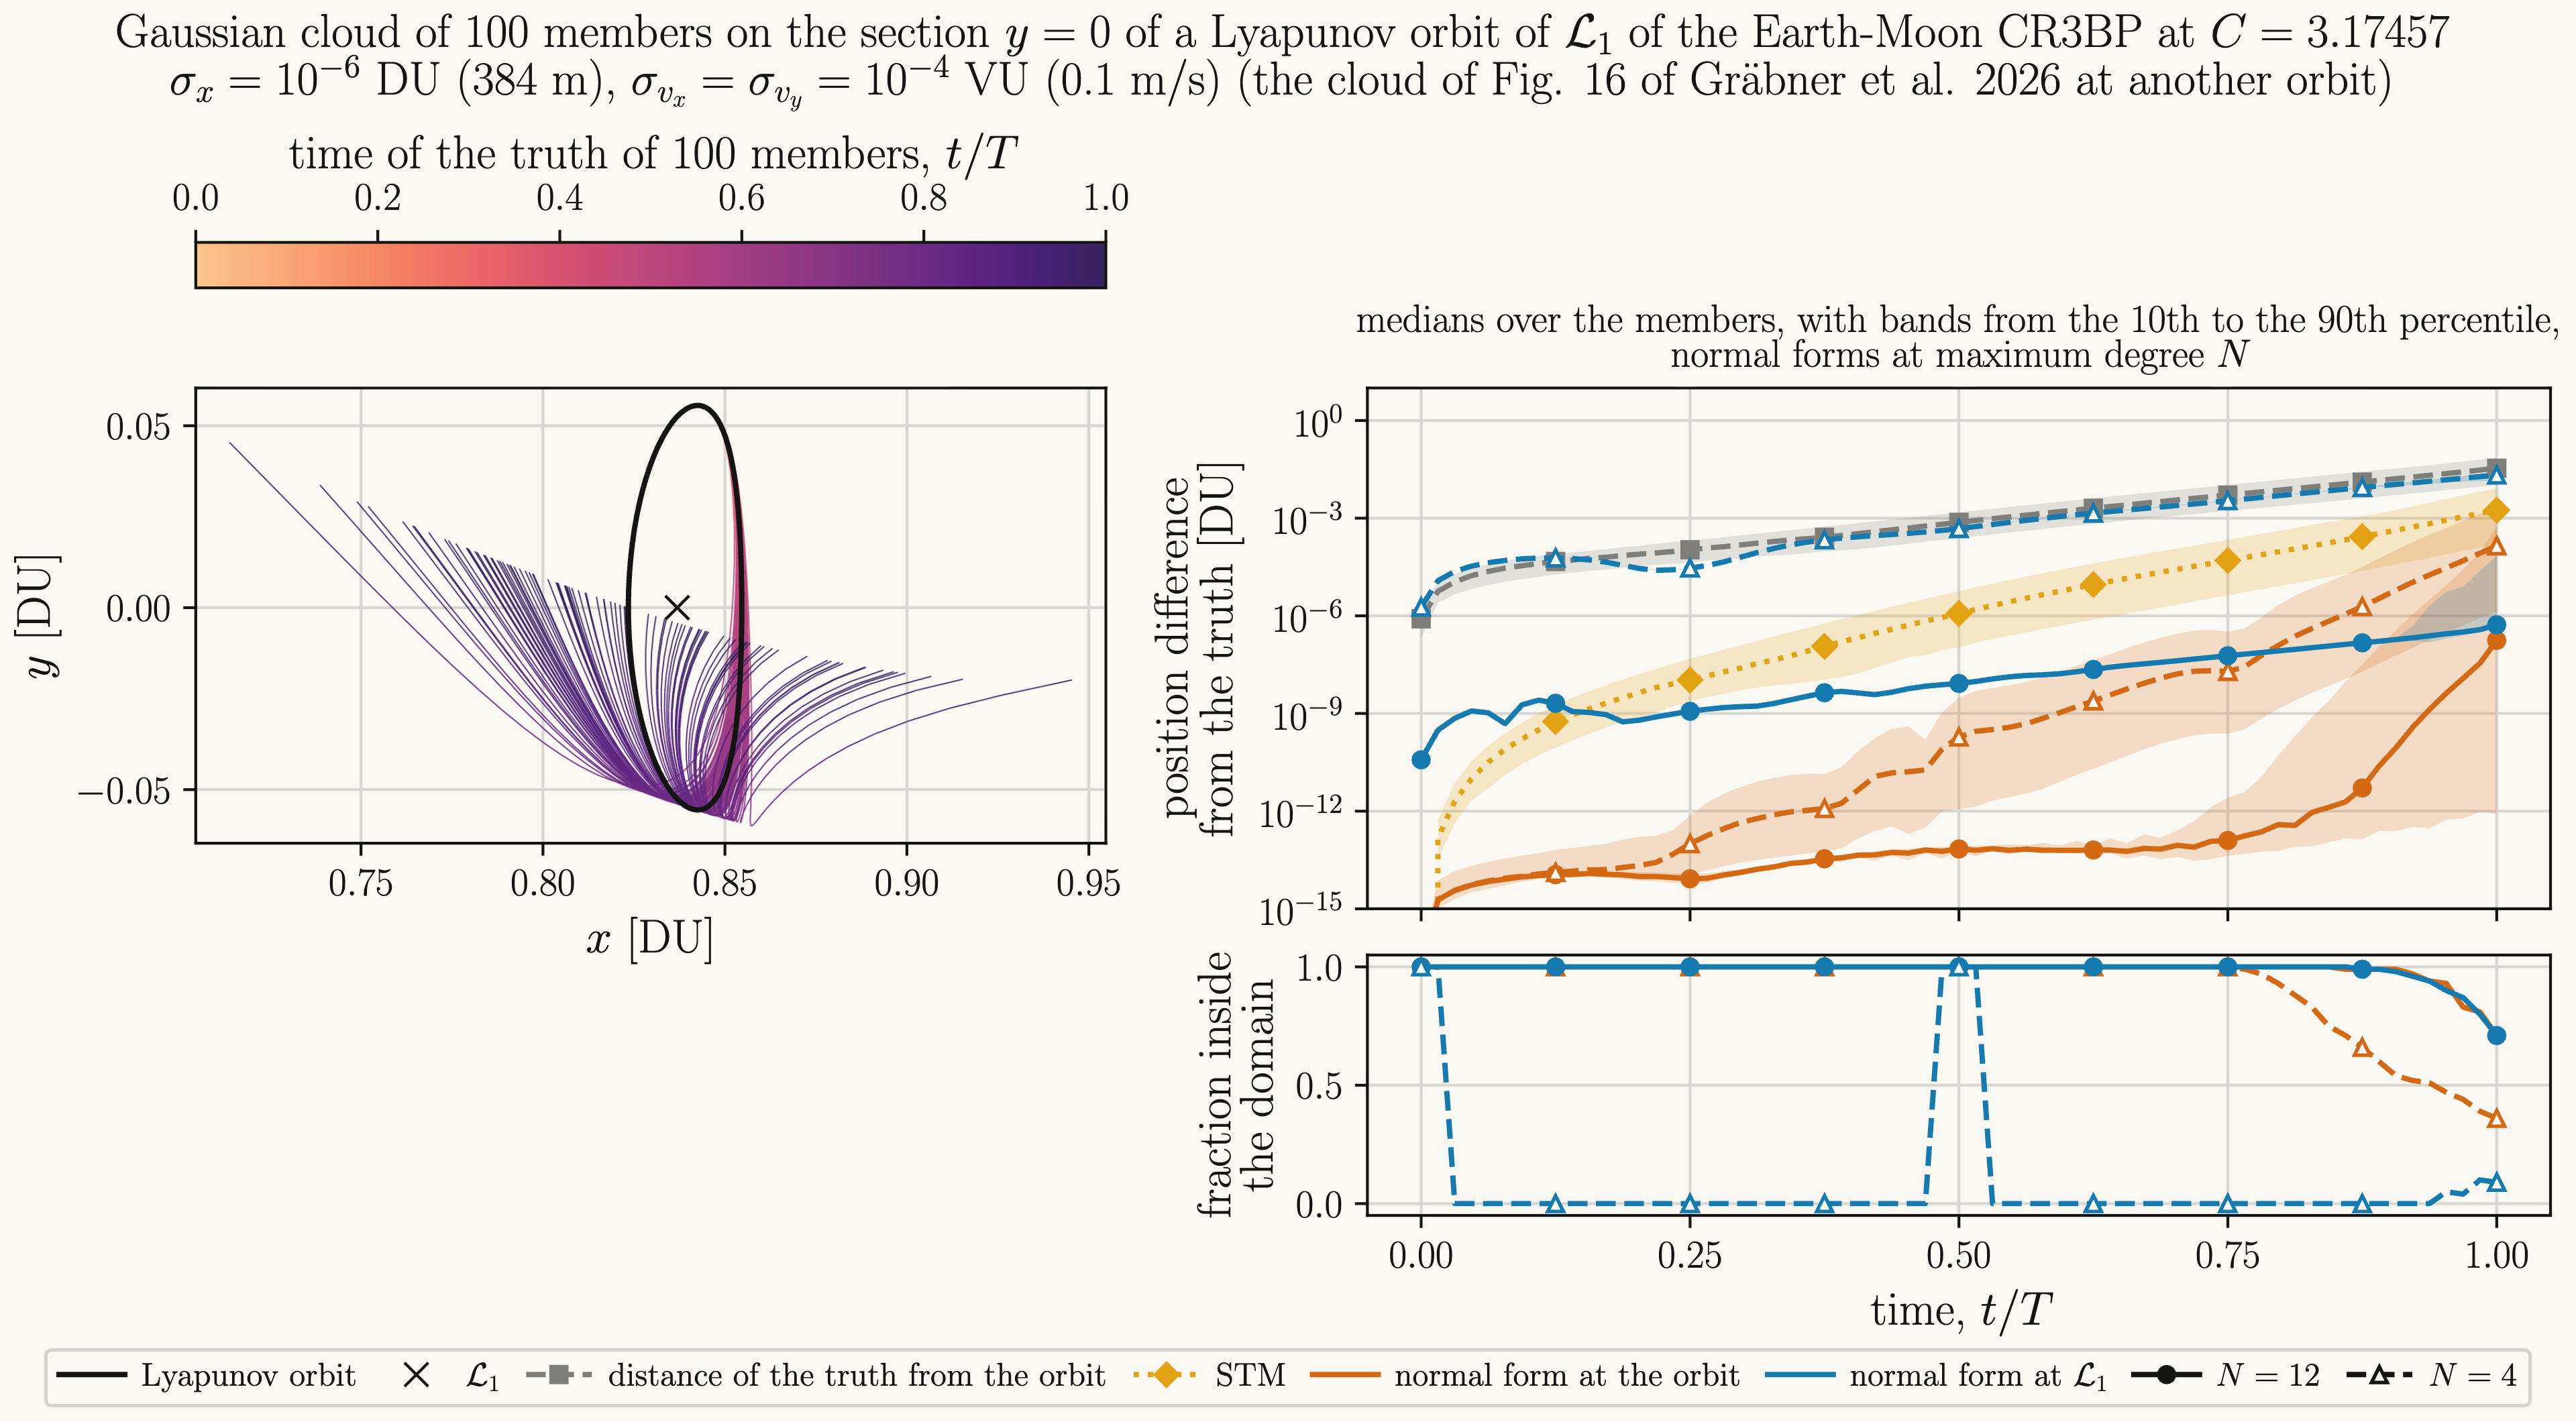 Gaussian cloud of 100 members on the section y = 0 of a Lyapunov orbit of ℒ₁ of the Earth-Moon CR3BP at C = 3.17457
σₓ = 10⁻⁶ DU (384 m), σ_{vₓ} = σ_{v_y} = 10⁻⁴ VU (0.1 m/s) (the cloud of Fig. 16 of Gräbner et al. 2026 at another orbit)
time of the truth of 100 members, t/T
0.0 0.2 0.4 0.6 0.8 1.0
0.05
0.00
−0.05
y [DU]
0.75 0.80 0.85 0.90 0.95
x [DU]
medians over the members, with bands from the 10th to the 90th percentile,
normal forms at maximum degree N
position difference
from the truth [DU]
10⁰
10⁻³
10⁻⁶
10⁻⁹
10⁻¹²
10⁻¹⁵
fraction inside
the domain
1.0
0.5
0.0
0.00 0.25 0.50 0.75 1.00
time, t/T
Lyapunov orbit ℒ₁ distance of the truth from the orbit STM normal form at the orbit normal form at ℒ₁ N = 12 N = 4